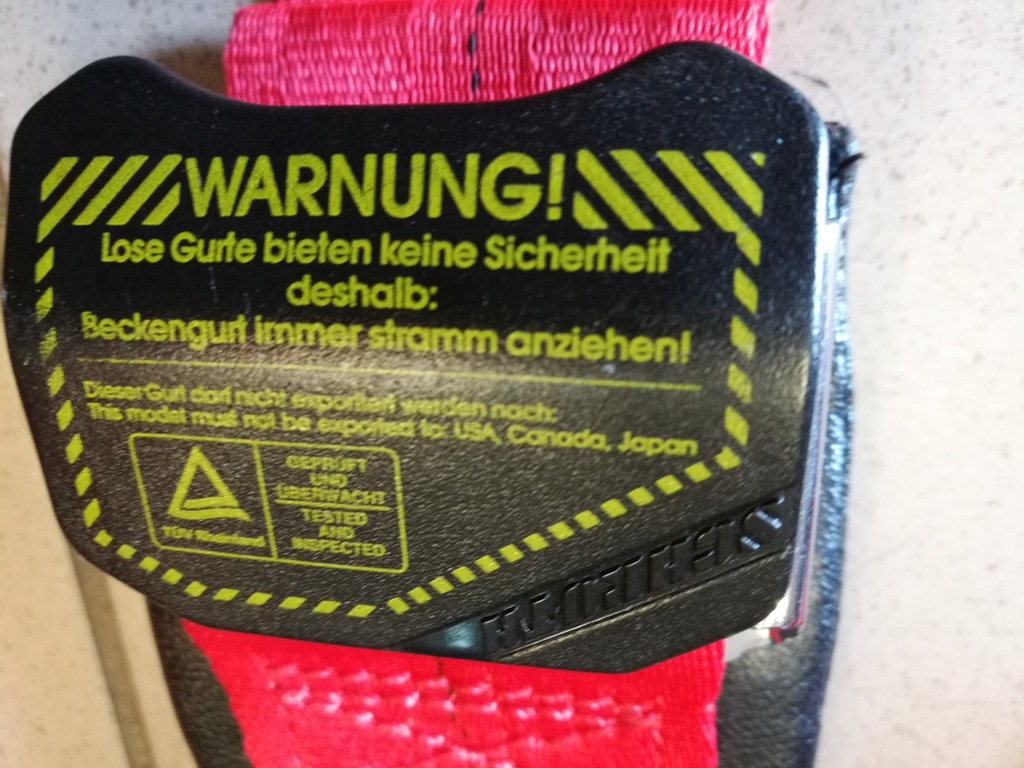 WARNUNG!
Lose Gurte bieten keine Sicherheit
deshalb:
Beckengurt immer stramm anziehen!
Dieser Gurt darf nicht exportiert werden nach:
This model must not be exported to: USA, Canada, Japan
GEPRÜFT
UND
ÜBERWACHT
TESTED
AND
INSPECTED
TÜV Rheinland
SCHROTH